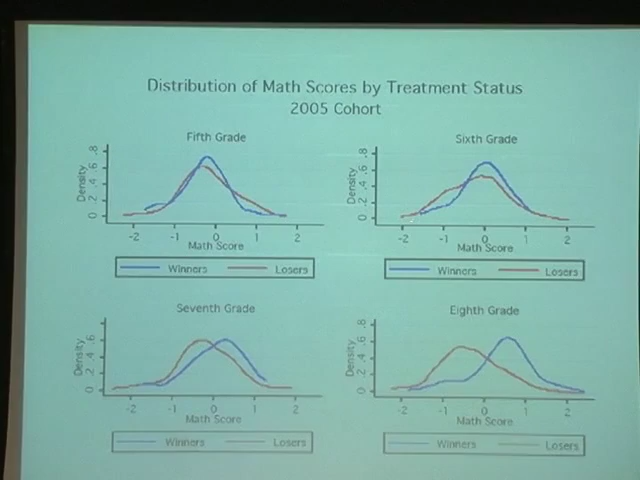 Distribution of Math Scores by Treatment Status
2005 Cohort
Fifth Grade
Density
0 .2 .4 .6 .8
-2 -1 0 1 2
Math Score
Winners Losers
Sixth Grade
Density
0 .2 .4 .6 .8
-2 -1 0 1 2
Math Score
Winners Losers
Seventh Grade
Density
0 .2 .4 .6
-2 -1 0 1 2
Math Score
Winners Losers
Eighth Grade
Density
0 .2 .4 .6 .8
-2 -1 0 1 2
Math Score
Winners Losers